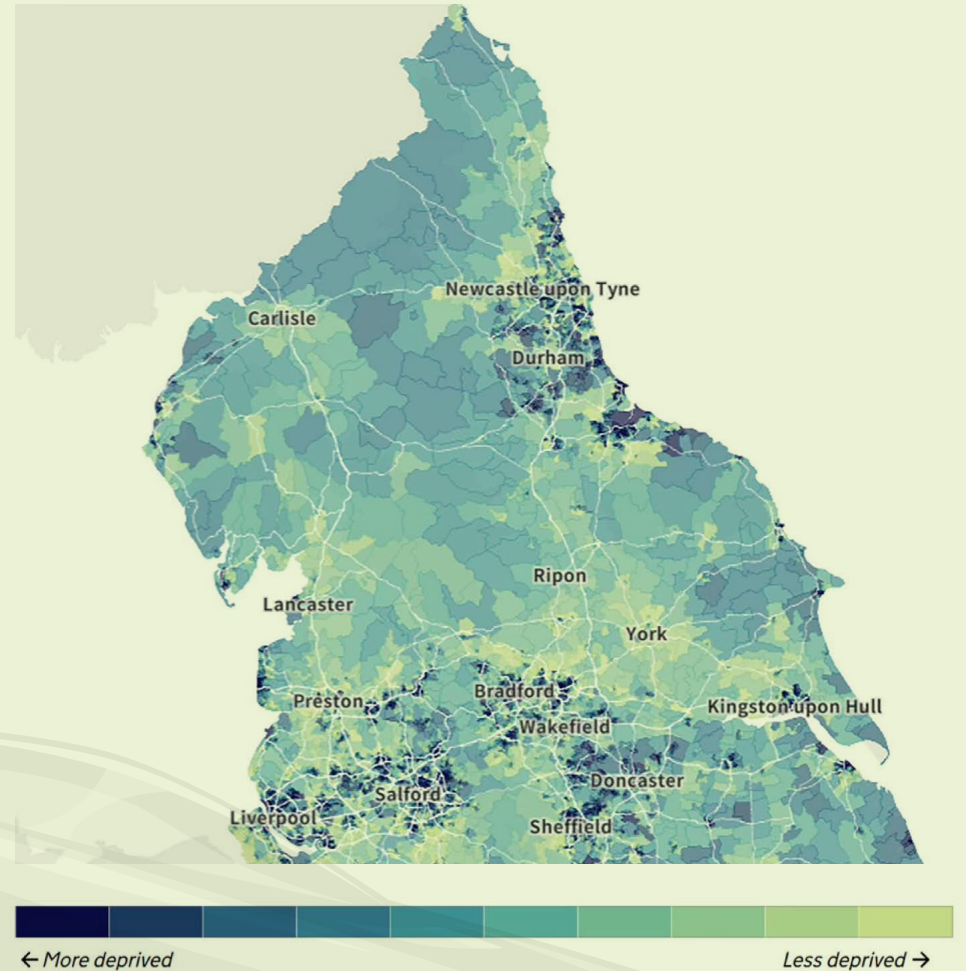 Newcastle upon Tyne
Carlisle
Durham
Ripon
Lancaster
York
Bradford
Preston
Kingston upon Hull
Wakefield
Doncaster
Salford
Liverpool
Sheffield
← More deprived
Less deprived →